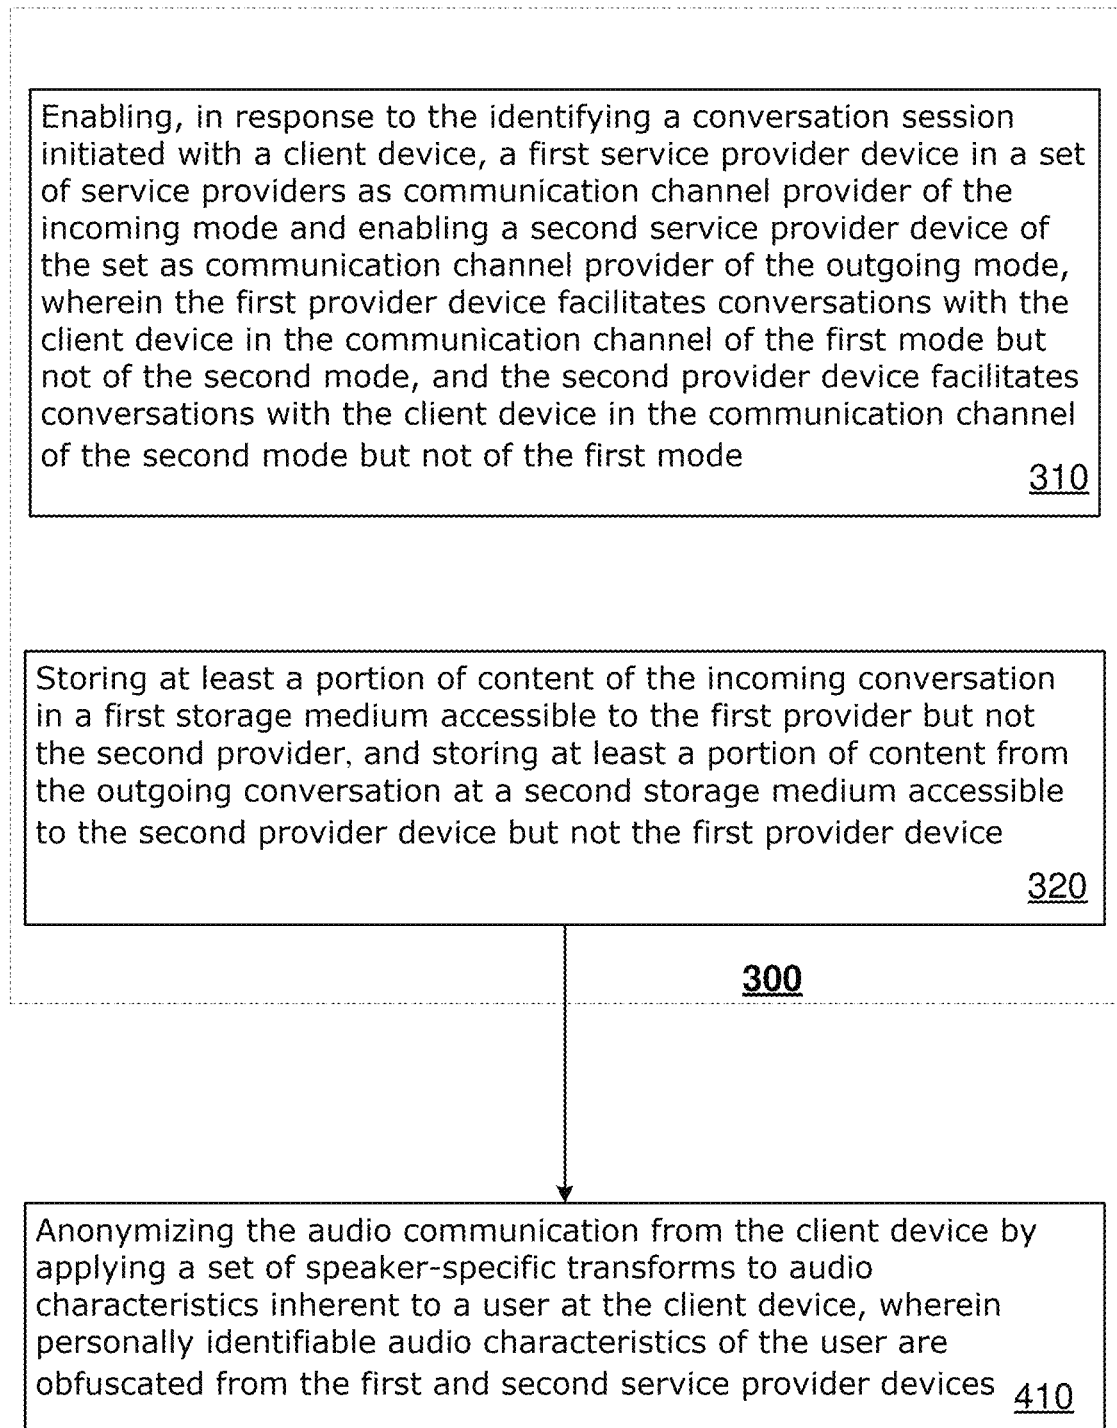 Enabling, in response to the identifying a conversation session
initiated with a client device, a first service provider device in a set
of service providers as communication channel provider of the
incoming mode and enabling a second service provider device of
the set as communication channel provider of the outgoing mode,
wherein the first provider device facilitates conversations with the
client device in the communication channel of the first mode but
not of the second mode, and the second provider device facilitates
conversations with the client device in the communication channel
of the second mode but not of the first mode
310
Storing at least a portion of content of the incoming conversation
in a first storage medium accessible to the first provider but not
the second provider, and storing at least a portion of content from
the outgoing conversation at a second storage medium accessible
to the second provider device but not the first provider device
320
300
Anonymizing the audio communication from the client device by
applying a set of speaker-specific transforms to audio
characteristics inherent to a user at the client device, wherein
personally identifiable audio characteristics of the user are
obfuscated from the first and second service provider devices 410